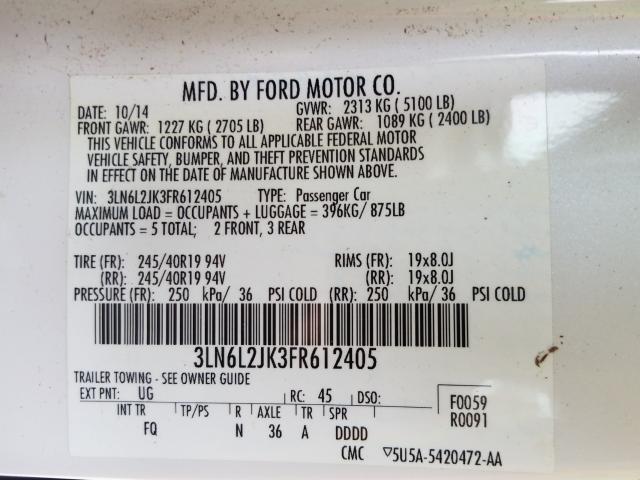 MFD. BY FORD MOTOR CO.
DATE: 10/14 GVWR: 2313 KG ( 5100 LB)
FRONT GAWR: 1227 KG ( 2705 LB) REAR GAWR: 1089 KG ( 2400 LB)
THIS VEHICLE CONFORMS TO ALL APPLICABLE FEDERAL MOTOR
VEHICLE SAFETY, BUMPER, AND THEFT PREVENTION STANDARDS
IN EFFECT ON THE DATE OF MANUFACTURE SHOWN ABOVE.
VIN: 3LN6L2JK3FR612405 TYPE: Passenger Car
MAXIMUM LOAD = OCCUPANTS + LUGGAGE = 396KG/ 875LB
OCCUPANTS = 5 TOTAL; 2 FRONT, 3 REAR
TIRE (FR): 245/40R19 94V RIMS (FR): 19x8.0J
(RR): 245/40R19 94V (RR): 19x8.0J
PRESSURE (FR): 250 kPa/ 36 PSI COLD (RR): 250 kPa/ 36 PSI COLD
3LN6L2JK3FR612405
TRAILER TOWING - SEE OWNER GUIDE
EXT PNT: UG RC: 45 DSO: F0059
INT TR TP/PS R AXLE TR SPR R0091
FQ N 36 A DDDD
CMC ▽5U5A-5420472-AA